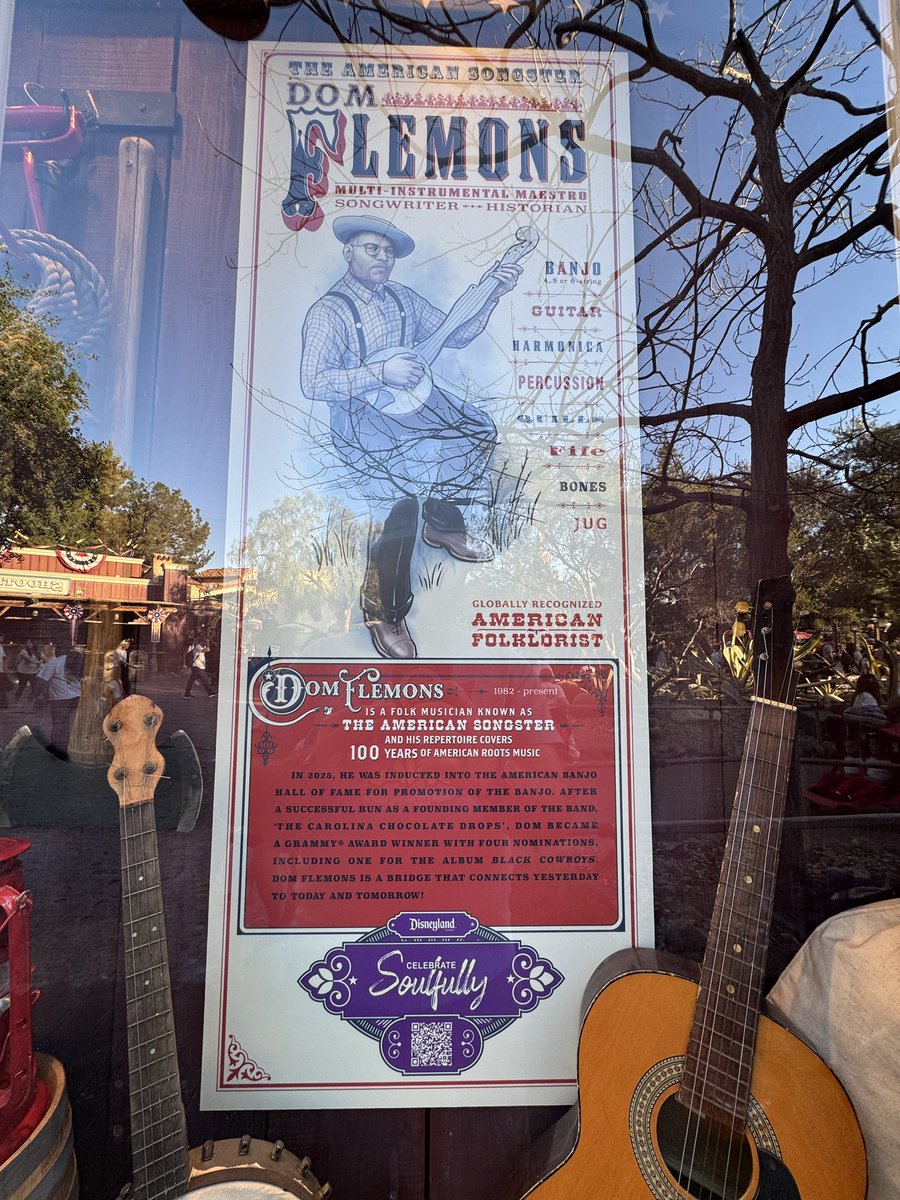 THE AMERICAN SONGSTER
DOM
FLEMONS
MULTI-INSTRUMENTAL MAESTRO
SONGWRITER HISTORIAN
BANJO
4, 5 or 6-string
GUITAR
HARMONICA
PERCUSSION
QUILLS
Fife
BONES
JUG
GLOBALLY RECOGNIZED
AMERICAN
FOLKLORIST
DOM FLEMONS 1982 - present
IS A FOLK MUSICIAN KNOWN AS
THE AMERICAN SONGSTER
AND HIS REPERTOIRE COVERS
100 YEARS OF AMERICAN ROOTS MUSIC
IN 2025, HE WAS INDUCTED INTO THE AMERICAN BANJO
HALL OF FAME FOR PROMOTION OF THE BANJO. AFTER
A SUCCESSFUL RUN AS A FOUNDING MEMBER OF THE BAND,
'THE CAROLINA CHOCOLATE DROPS', DOM BECAME
A GRAMMY® AWARD WINNER WITH FOUR NOMINATIONS,
INCLUDING ONE FOR THE ALBUM BLACK COWBOYS.
DOM FLEMONS IS A BRIDGE THAT CONNECTS YESTERDAY
TO TODAY AND TOMORROW!
Disneyland
CELEBRATE
Soulfully